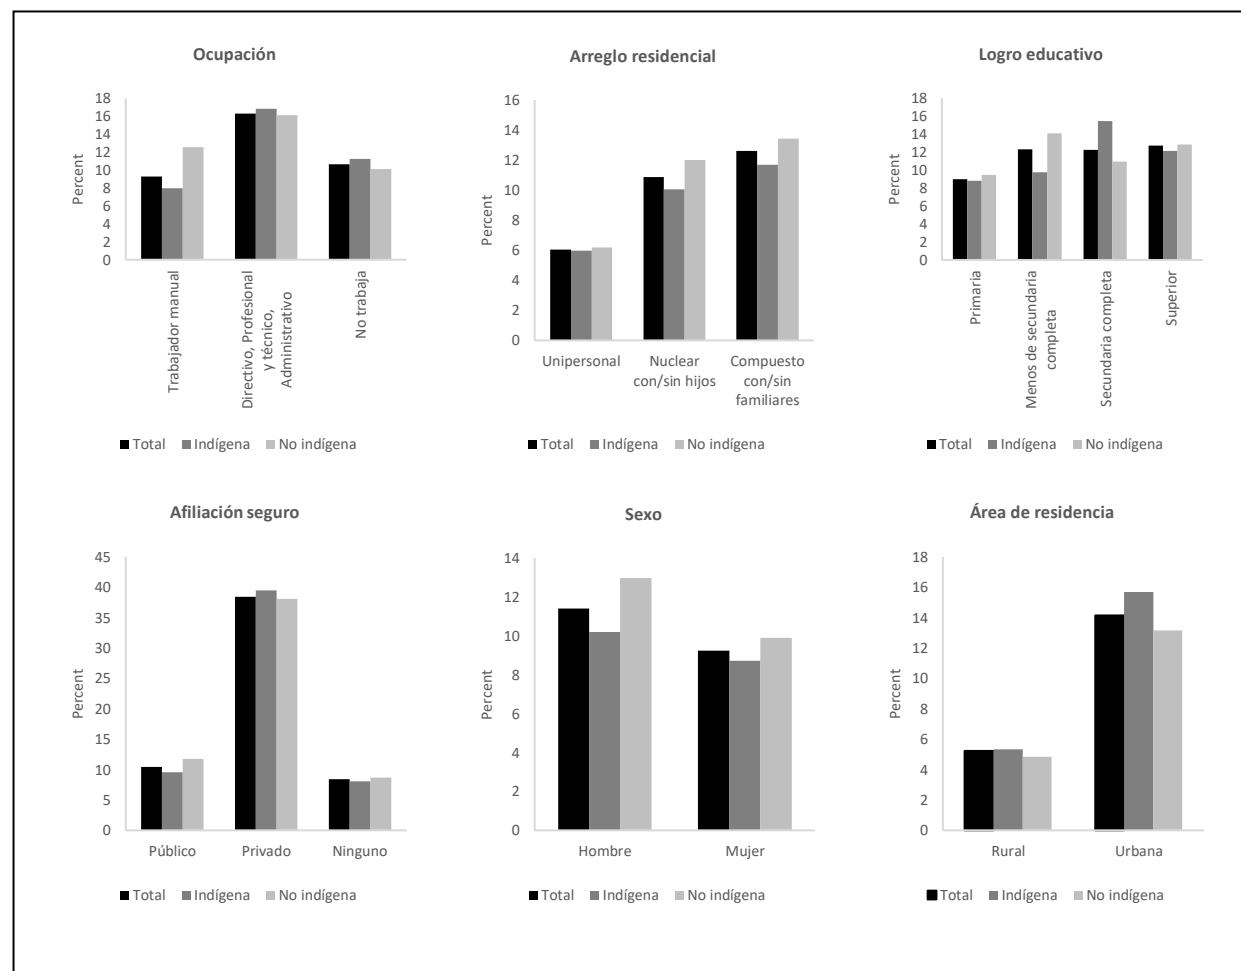 Ocupación
Percent
18
16
14
12
10
8
6
4
2
0
Trabajador manual
Directivo, Profesional
y técnico,
Administrativo
No trabaja
Total Indígena No indígena
Arreglo residencial
Percent
16
14
12
10
8
6
4
2
0
Unipersonal
Nuclear
con/sin hijos
Compuesto
con/sin
familiares
Total Indígena No indígena
Logro educativo
Percent
18
16
14
12
10
8
6
4
2
0
Primaria
Menos de secundaria
completa
Secundaria completa
Superior
Total Indígena No indígena
Afiliación seguro
Percent
45
40
35
30
25
20
15
10
5
0
Público Privado Ninguno
Total Indígena No indígena
Sexo
Percent
14
12
10
8
6
4
2
0
Hombre Mujer
Total Indígena No indígena
Área de residencia
Percent
18
16
14
12
10
8
6
4
2
0
Rural Urbana
Total Indígena No indígena